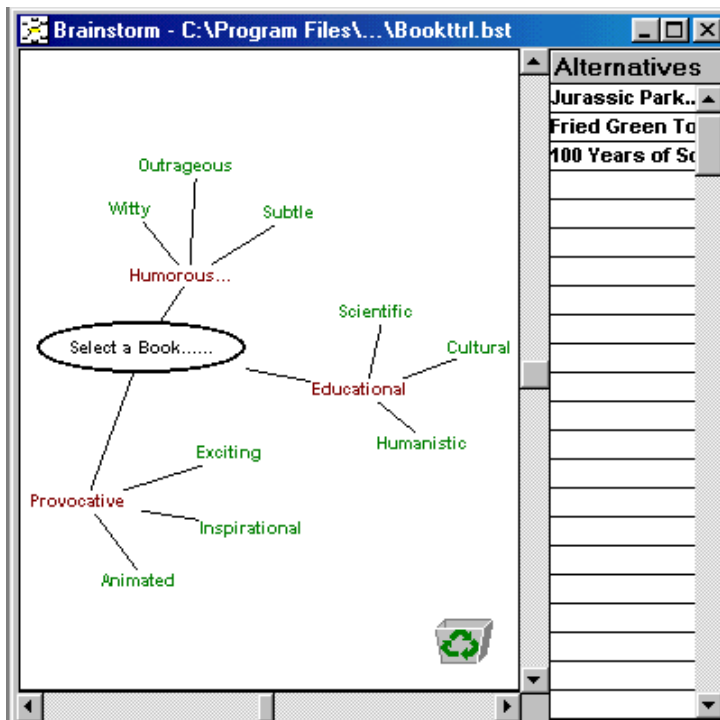 Brainstorm - C:\Program Files\...\Bookttrl.bst
Alternatives
Jurassic Park..
Fried Green To
100 Years of So
Outrageous
Witty
Subtle
Humorous...
Scientific
Select a Book......
Cultural
Educational
Humanistic
Exciting
Provocative
Inspirational
Animated